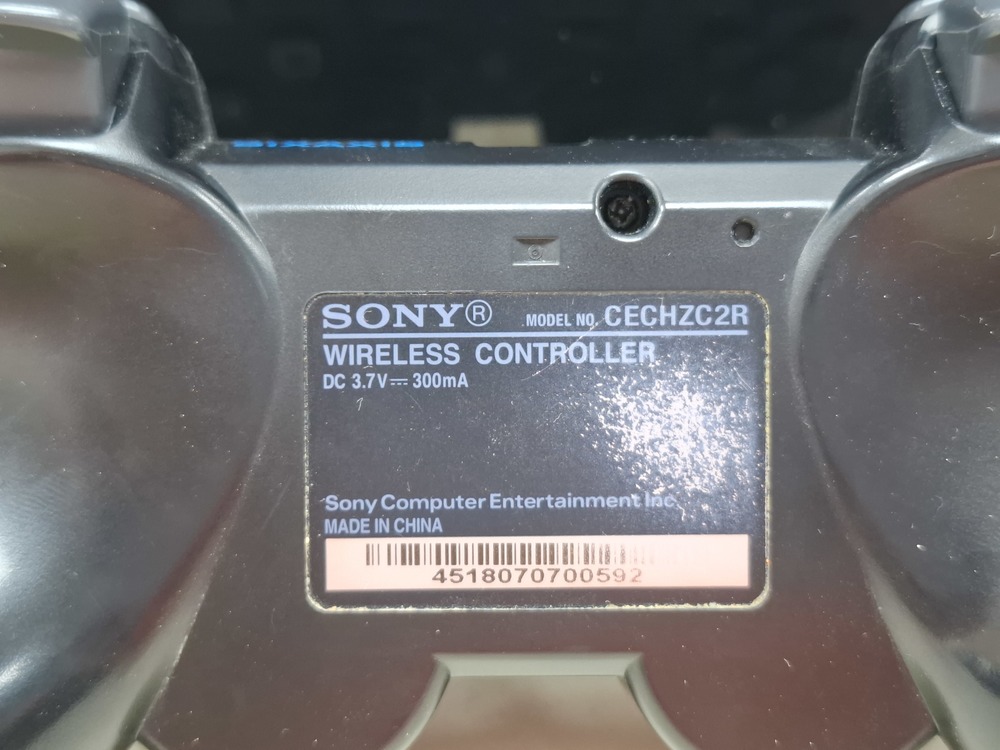 SONY® MODEL NO. CECHZC2R
WIRELESS CONTROLLER
DC 3.7V⎓300mA
Sony Computer Entertainment Inc.
MADE IN CHINA
4518070700592